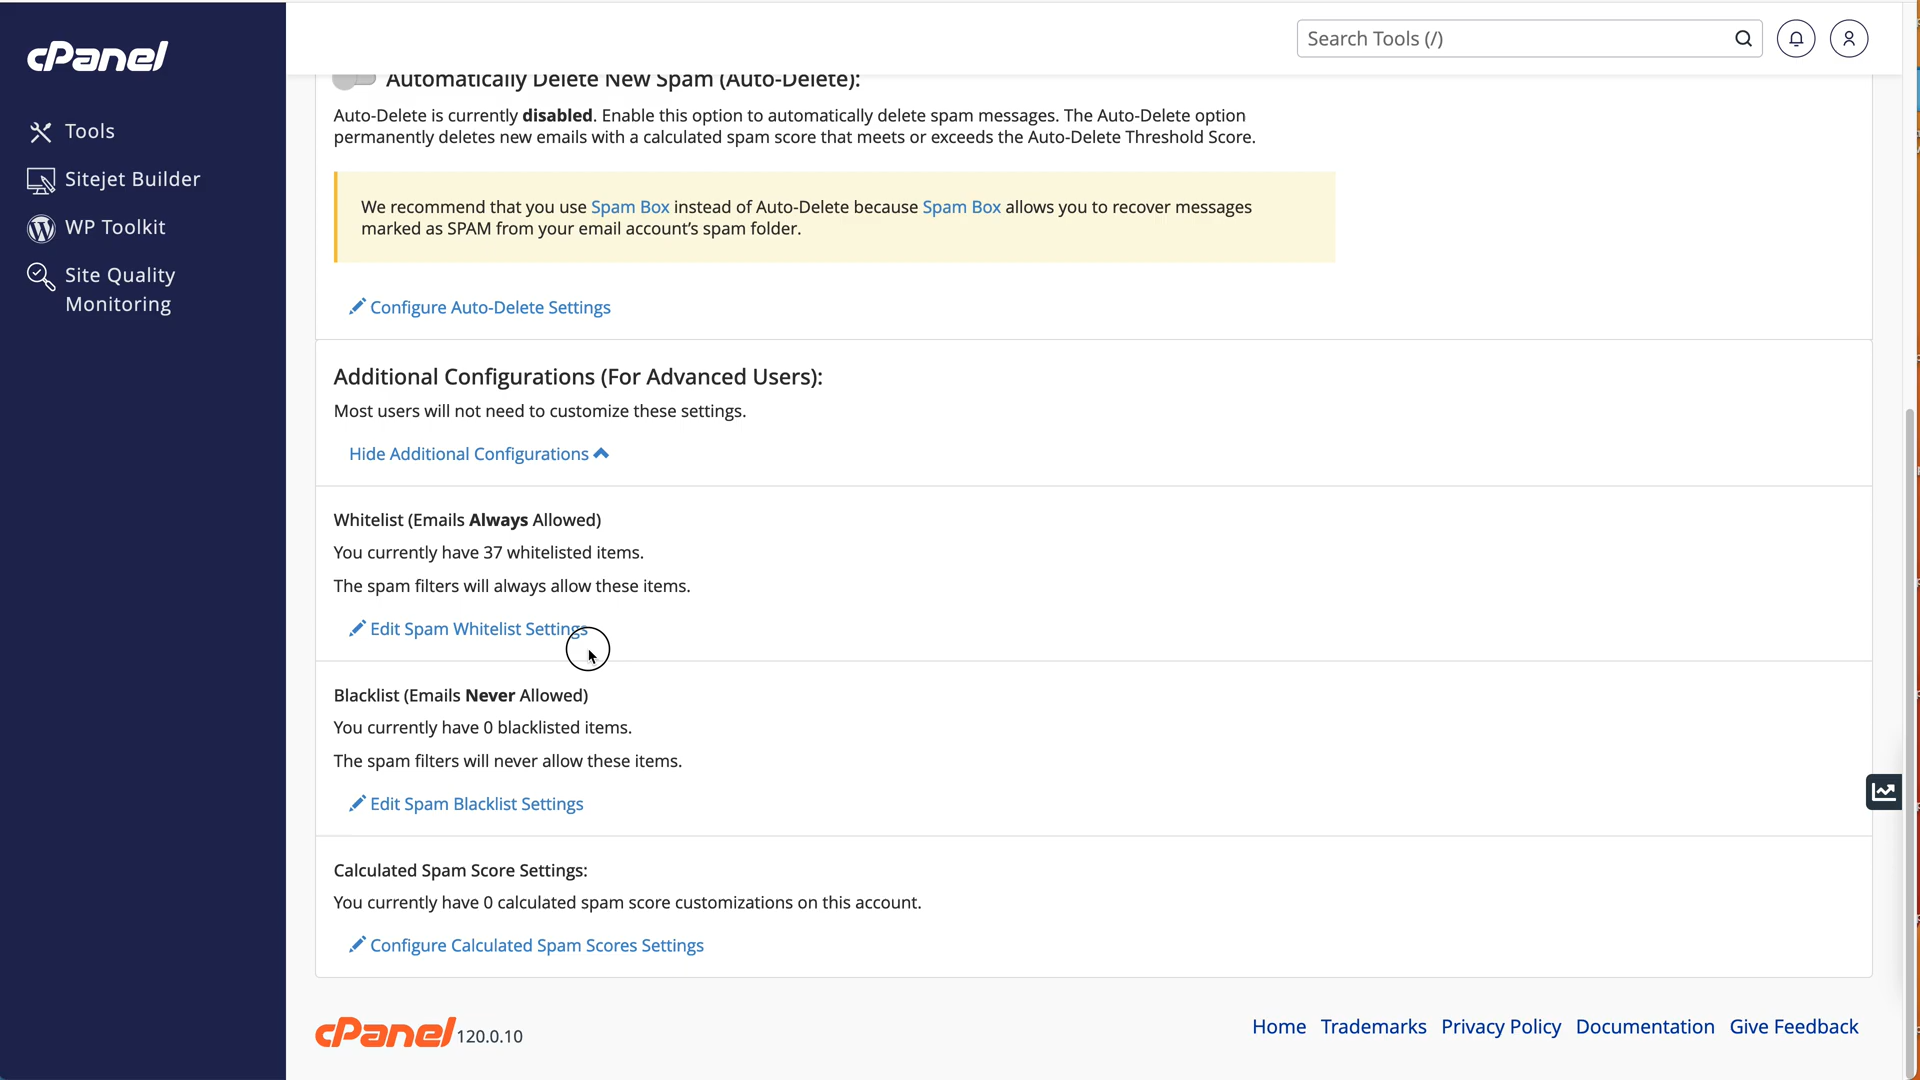 cPanel
Search Tools (/)
Tools
Sitejet Builder
WP Toolkit
Site Quality
Monitoring
Automatically Delete New Spam (Auto-Delete):
Auto-Delete is currently disabled. Enable this option to automatically delete spam messages. The Auto-Delete option
permanently deletes new emails with a calculated spam score that meets or exceeds the Auto-Delete Threshold Score.
We recommend that you use Spam Box instead of Auto-Delete because Spam Box allows you to recover messages
marked as SPAM from your email account’s spam folder.
Configure Auto-Delete Settings
Additional Configurations (For Advanced Users):
Most users will not need to customize these settings.
Hide Additional Configurations
Whitelist (Emails Always Allowed)
You currently have 37 whitelisted items.
The spam filters will always allow these items.
Edit Spam Whitelist Settings
Blacklist (Emails Never Allowed)
You currently have 0 blacklisted items.
The spam filters will never allow these items.
Edit Spam Blacklist Settings
Calculated Spam Score Settings:
You currently have 0 calculated spam score customizations on this account.
Configure Calculated Spam Scores Settings
cPanel 120.0.10
Home Trademarks Privacy Policy Documentation Give Feedback